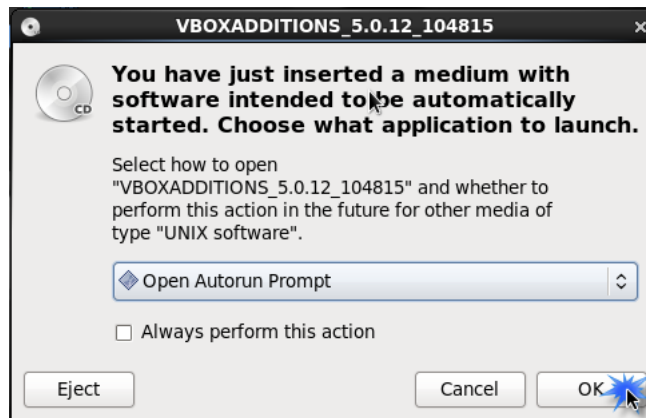 VBOXADDITIONS_5.0.12_104815
You have just inserted a medium with
software intended to be automatically
started. Choose what application to launch.
CD
Select how to open
"VBOXADDITIONS_5.0.12_104815" and whether to
perform this action in the future for other media of
type "UNIX software".
Open Autorun Prompt
Always perform this action
Eject
Cancel
OK